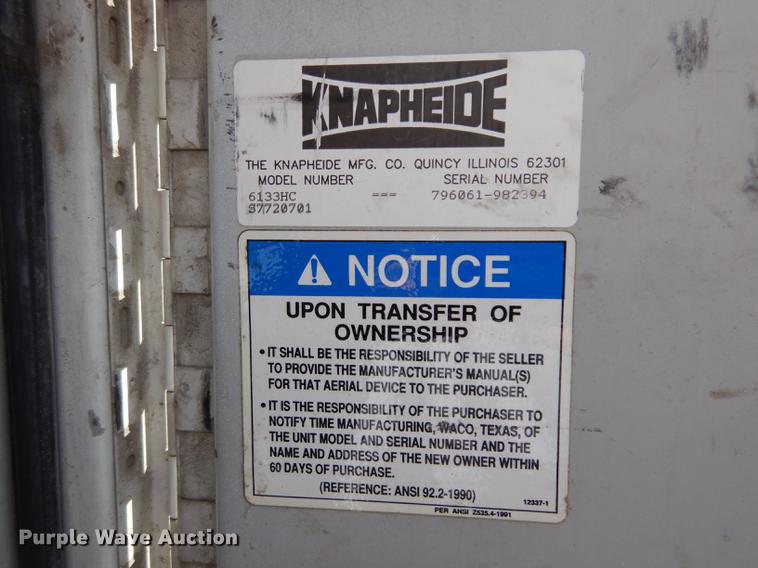 KNAPHEIDE
THE KNAPHEIDE MFG. CO. QUINCY ILLINOIS 62301
MODEL NUMBER SERIAL NUMBER
6133HC --- 796061-982394
S7720701
NOTICE
UPON TRANSFER OF
OWNERSHIP
• IT SHALL BE THE RESPONSIBILITY OF THE SELLER
TO PROVIDE THE MANUFACTURER'S MANUAL(S)
FOR THAT AERIAL DEVICE TO THE PURCHASER.
• IT IS THE RESPONSIBILITY OF THE PURCHASER TO
NOTIFY TIME MANUFACTURING, WACO, TEXAS, OF
THE UNIT MODEL AND SERIAL NUMBER AND THE
NAME AND ADDRESS OF THE NEW OWNER WITHIN
60 DAYS OF PURCHASE.
(REFERENCE: ANSI 92.2-1990)
12337-1
PER ANSI Z535.4-1991
Purple Wave Auction